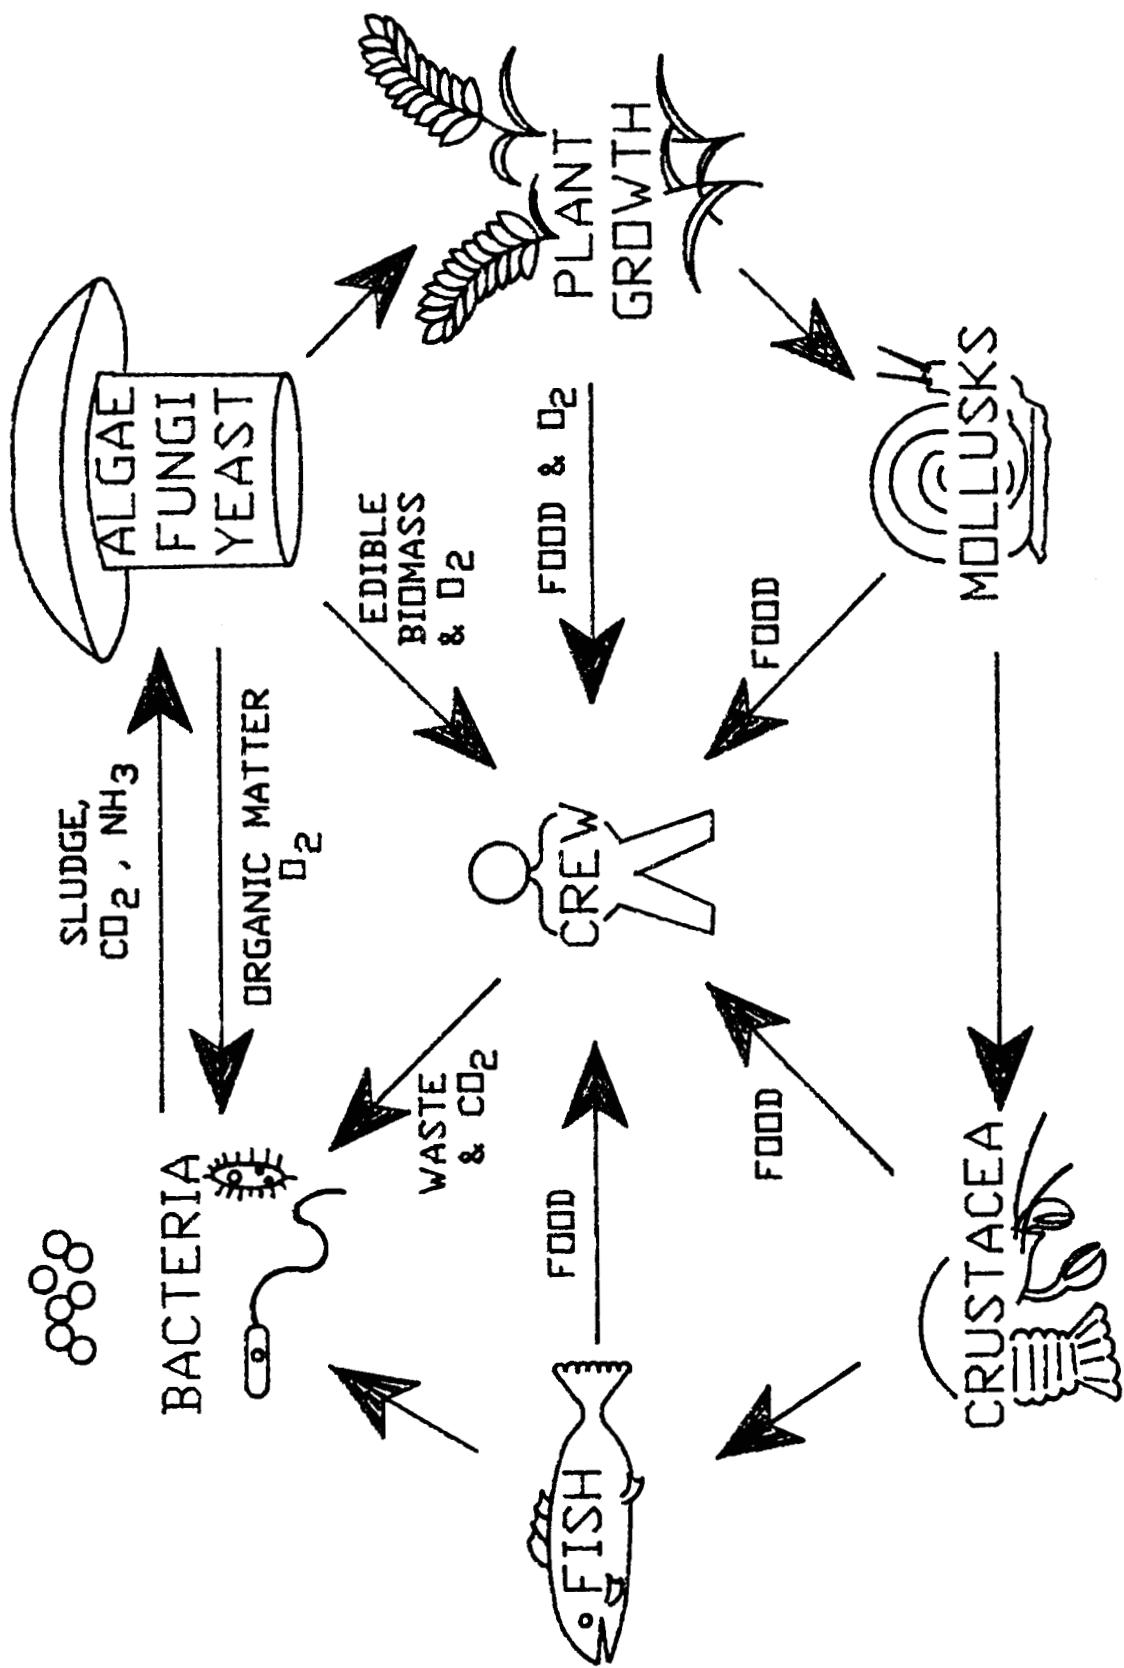 SLUDGE,
CO2, NH3
BACTERIA
ALGAE
FUNGI
YEAST
ORGANIC MATTER
O2
WASTE
& CO2
EDIBLE
BIOMASS
& O2
FISH
FOOD
CREW
FOOD & O2
PLANT
GROWTH
FOOD
FOOD
CRUSTACEA
MOLLUSKS